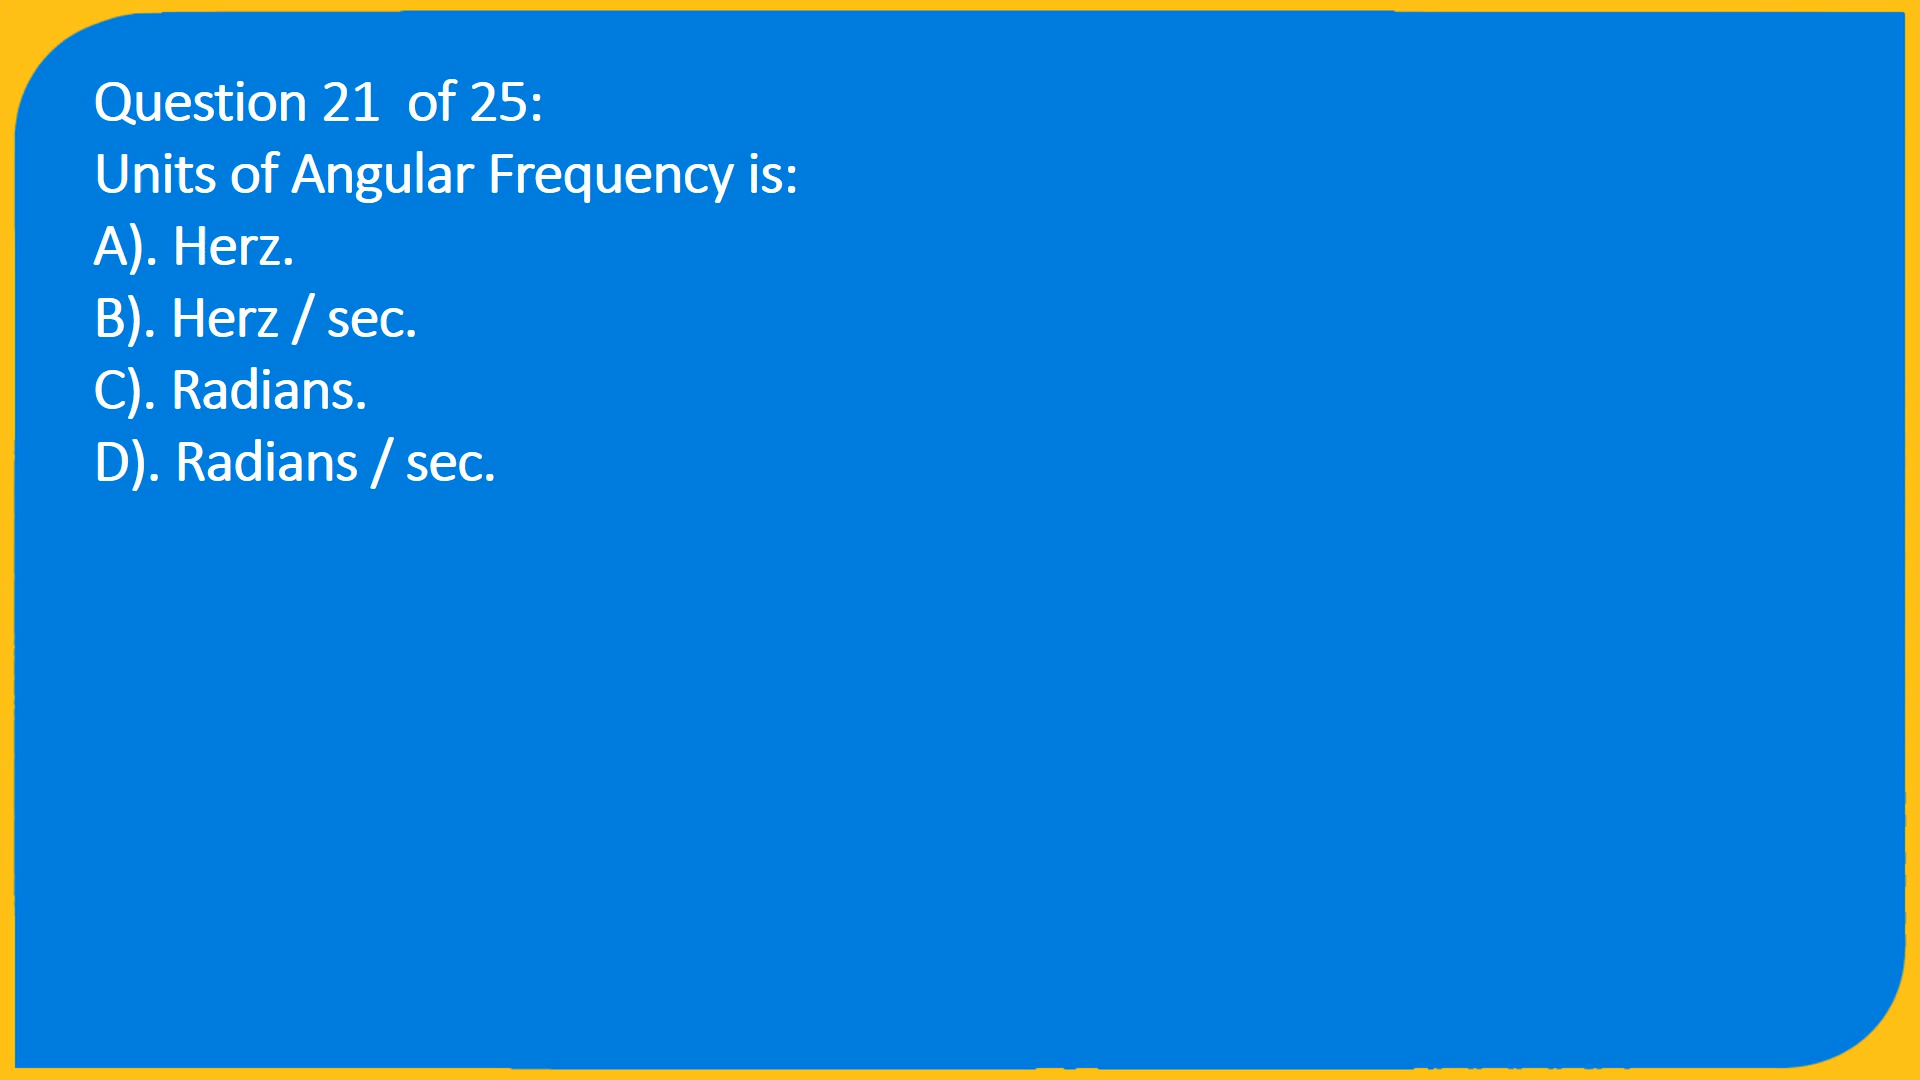 Question 21  of 25:
Units of Angular Frequency is:
A). Herz.
B). Herz / sec.
C). Radians.
D). Radians / sec.